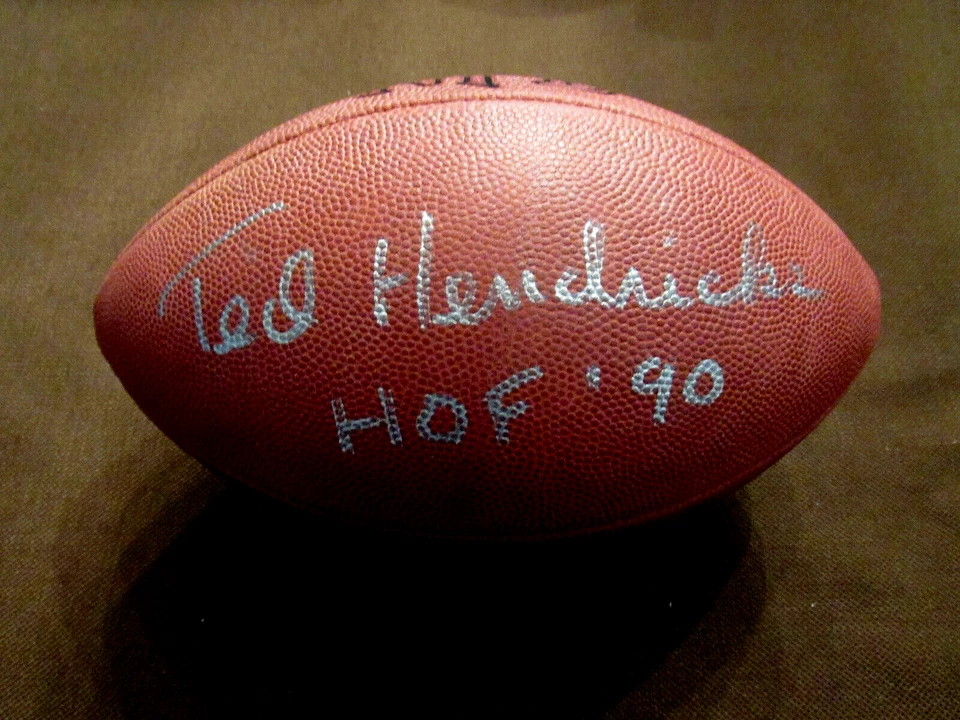 Ted Hendricks
HOF '90